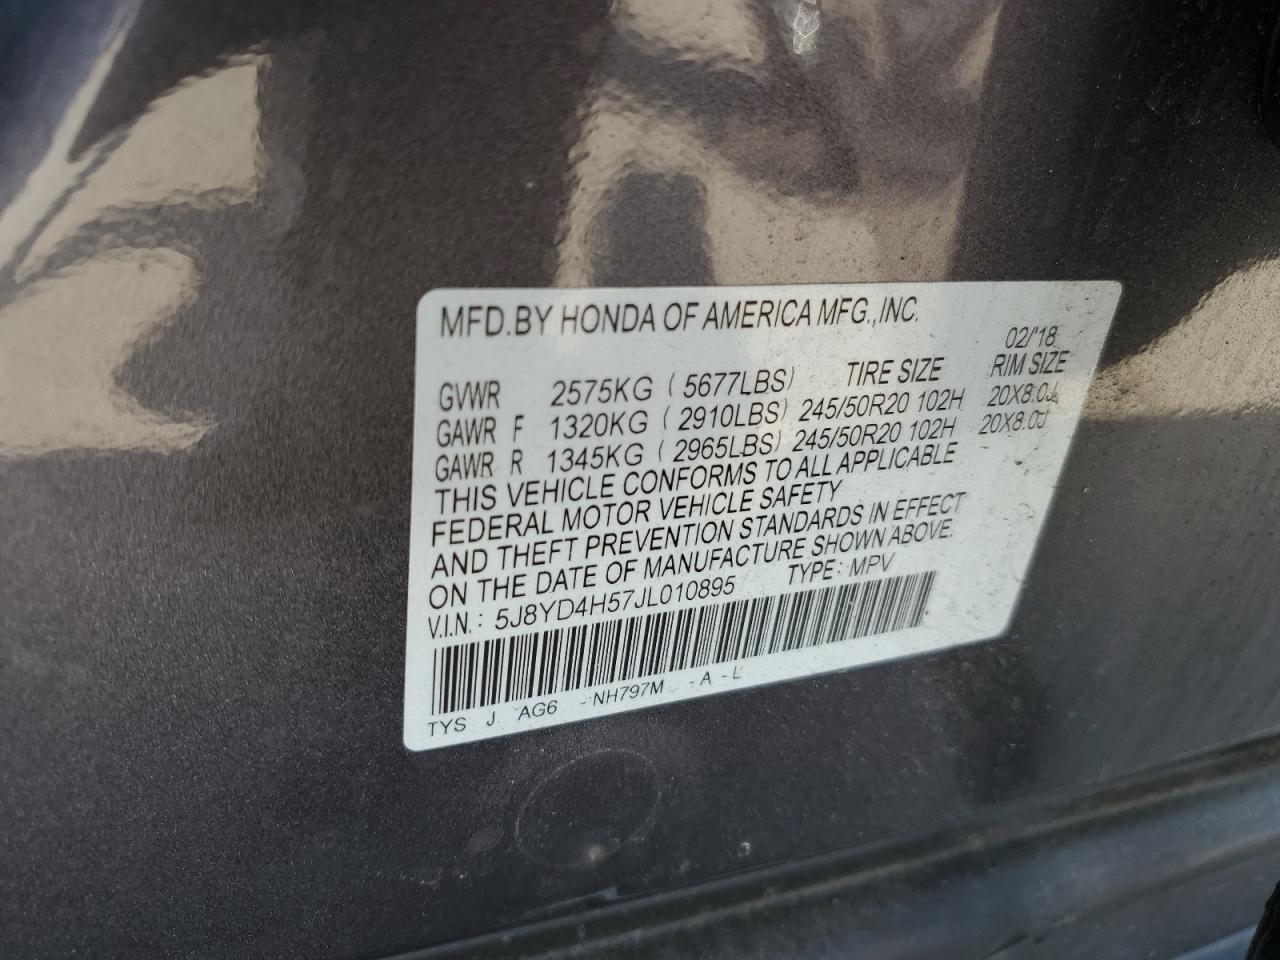 MFD.BY HONDA OF AMERICA MFG.,INC.
02/'18
TIRE SIZE RIM SIZE
GVWR 2575KG (5677LBS)
GAWR F 1320KG (2910LBS) 245/50R20 102H 20X8.0J
GAWR R 1345KG (2965LBS) 245/50R20 102H 20X8.0J
THIS VEHICLE CONFORMS TO ALL APPLICABLE
FEDERAL MOTOR VEHICLE SAFETY
AND THEFT PREVENTION STANDARDS IN EFFECT
ON THE DATE OF MANUFACTURE SHOWN ABOVE.
V.I.N.: 5J8YD4H57JL010895 TYPE: MPV
TYS J AG6 -NH797M -A -L